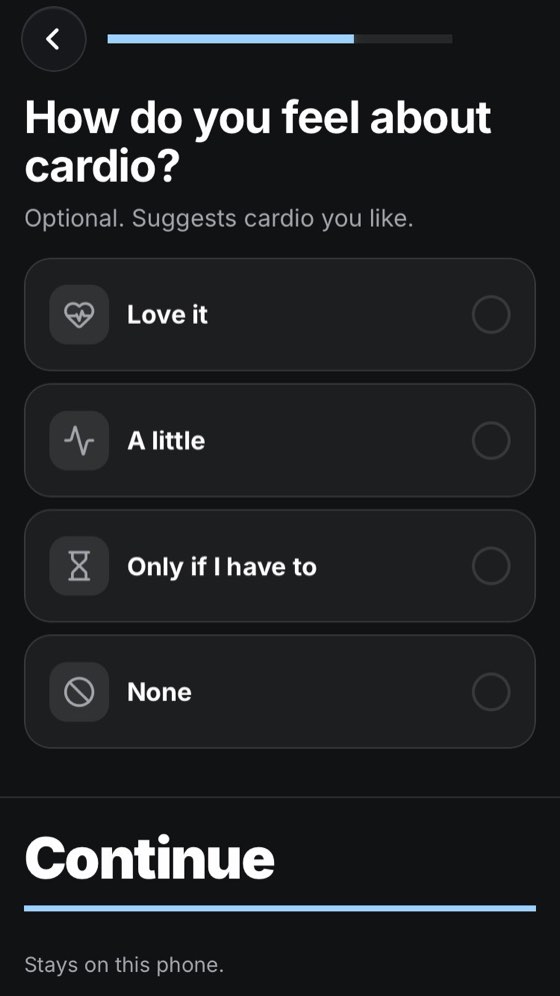 How do you feel about
cardio?
Optional. Suggests cardio you like.
Love it
A little
Only if I have to
None
Continue
Stays on this phone.